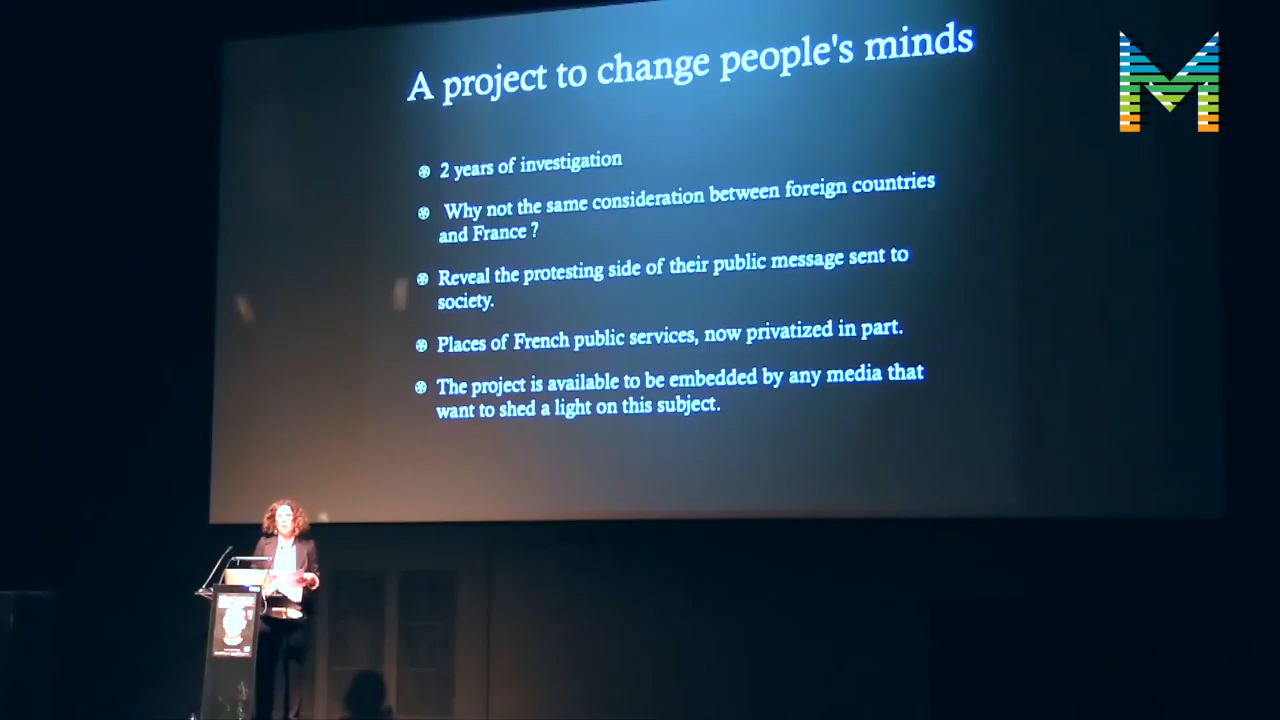 A project to change people's minds
2 years of investigation
Why not the same consideration between foreign countries
and France ?
Reveal the protesting side of their public message sent to
society.
Places of French public services, now privatized in part.
The project is available to be embedded by any media that
want to shed a light on this subject.
M